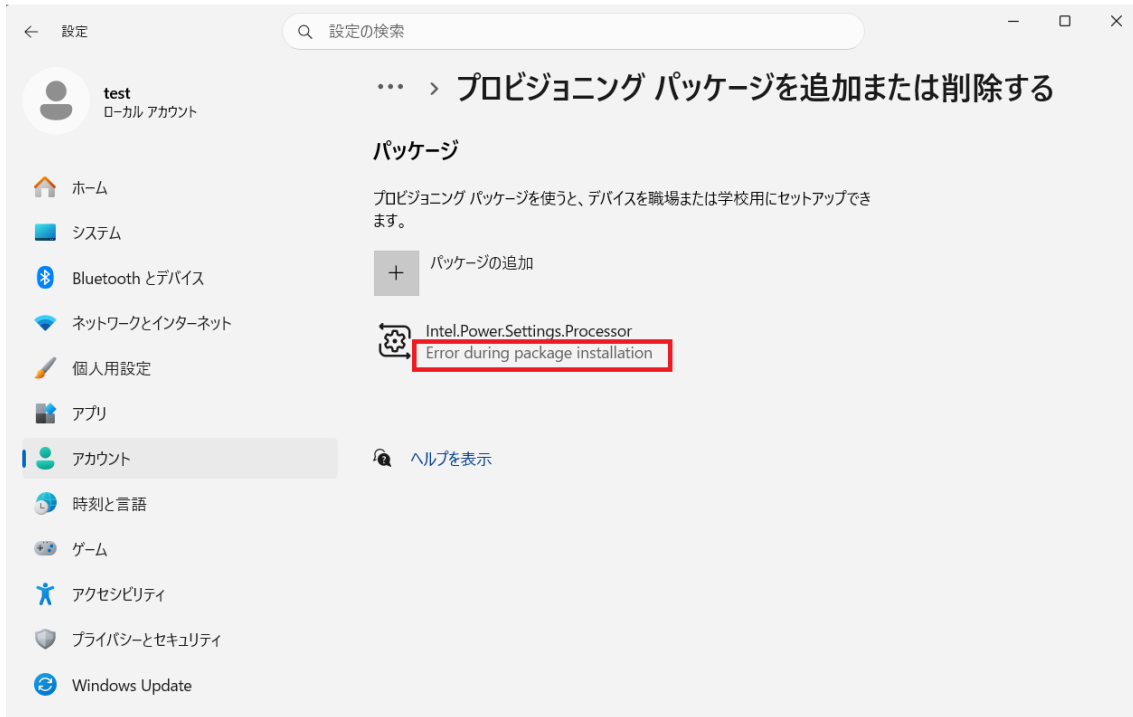 設定
設定の検索
test
ローカル アカウント
ホーム
システム
Bluetooth とデバイス
ネットワークとインターネット
個人用設定
アプリ
アカウント
時刻と言語
ゲーム
アクセシビリティ
プライバシーとセキュリティ
Windows Update
… > プロビジョニング パッケージを追加または削除する
パッケージ
プロビジョニング パッケージを使うと、デバイスを職場または学校用にセットアップでき
ます。
パッケージの追加
Intel.Power.Settings.Processor
Error during package installation
ヘルプを表示